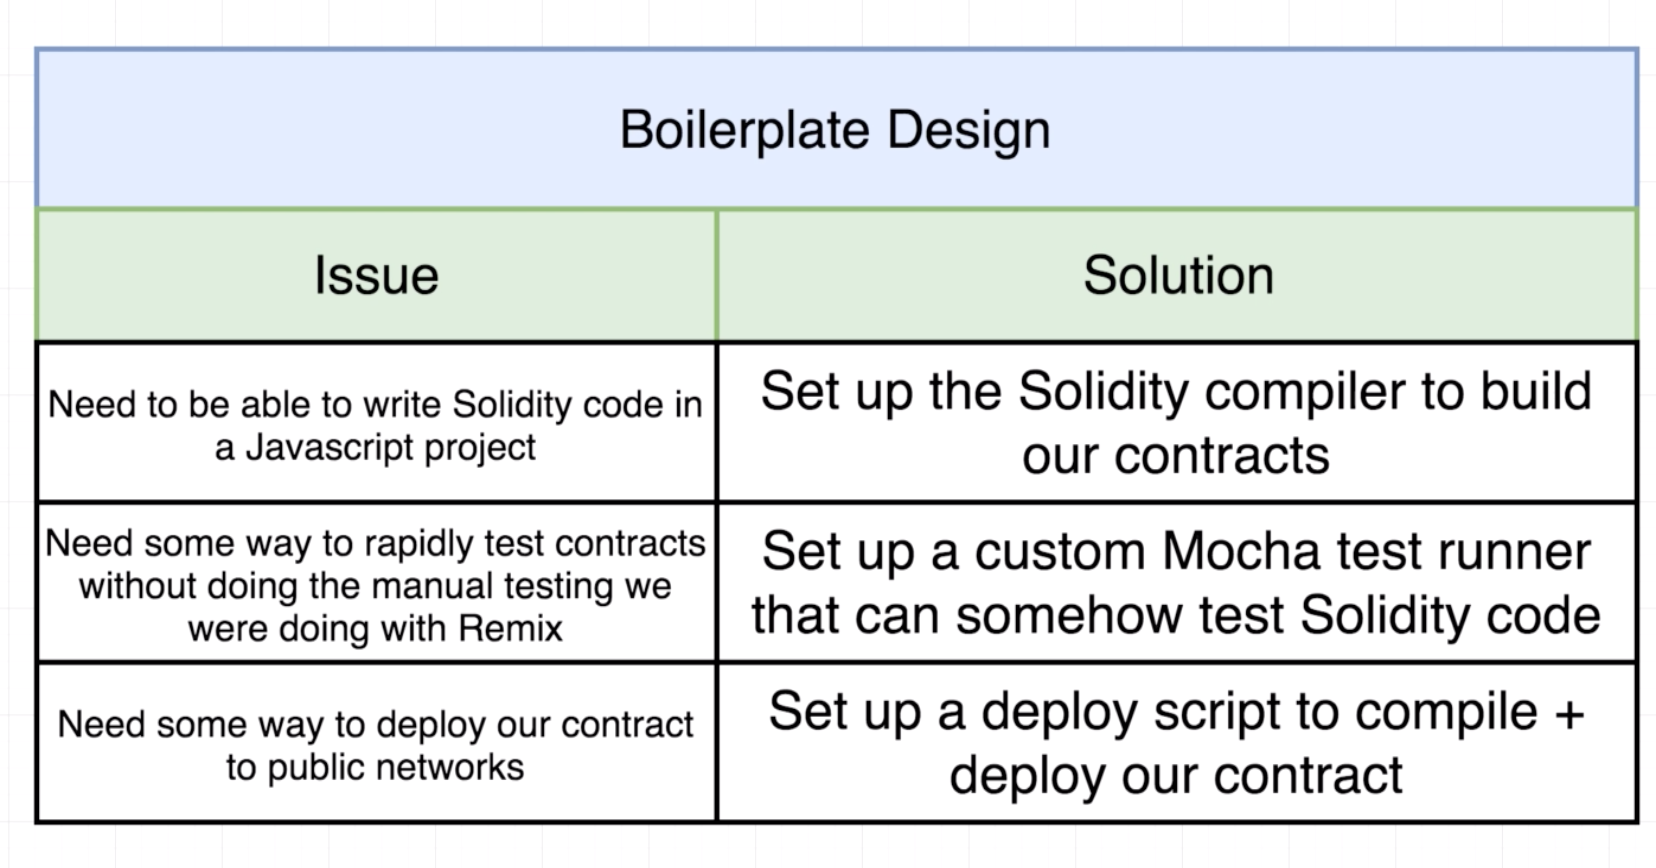 Boilerplate Design
Issue
Solution
Need to be able to write Solidity code in
a Javascript project
Set up the Solidity compiler to build
our contracts
Need some way to rapidly test contracts
without doing the manual testing we
were doing with Remix
Set up a custom Mocha test runner
that can somehow test Solidity code
Need some way to deploy our contract
to public networks
Set up a deploy script to compile +
deploy our contract